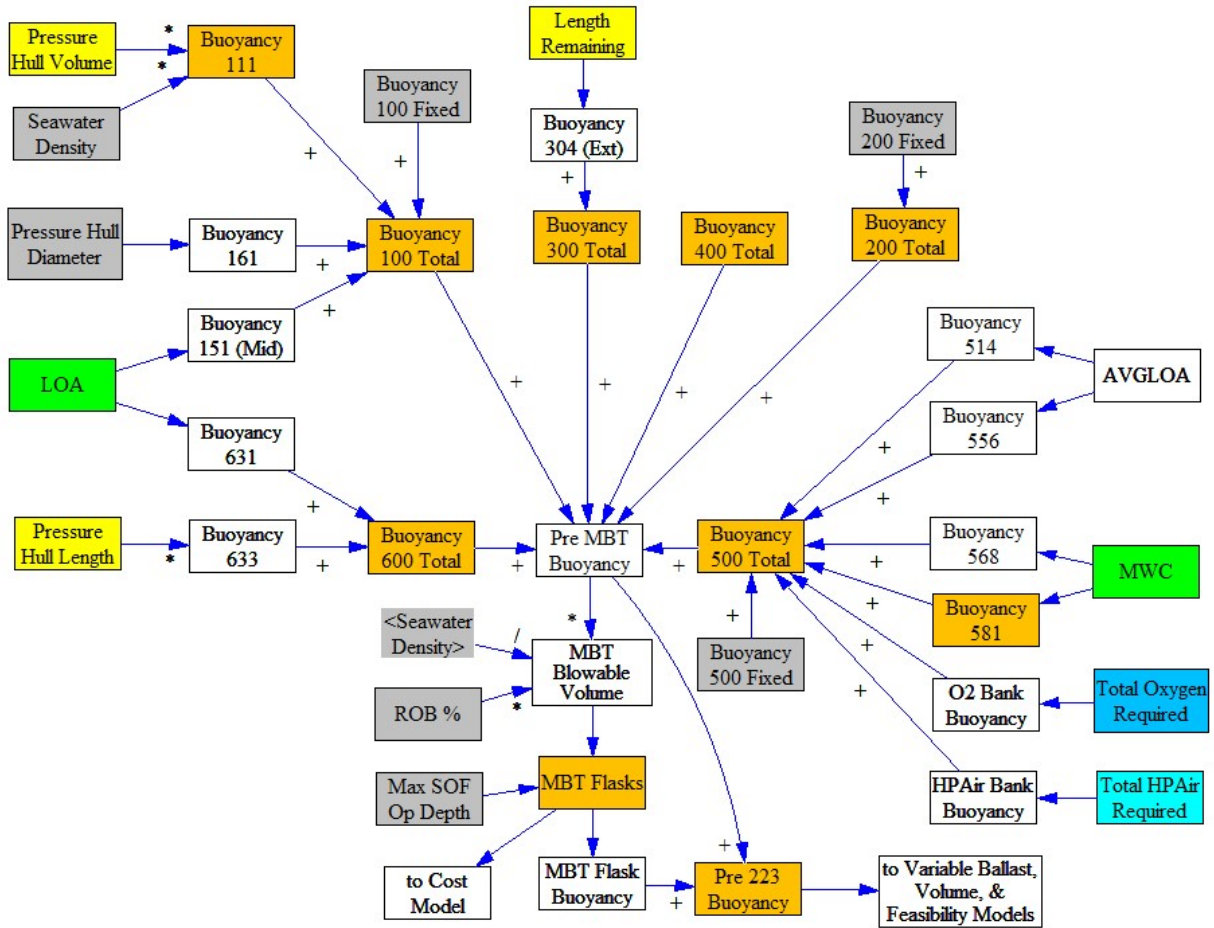 Pressure
Hull Volume
*
*
Buoyancy
111
Length
Remaining
Seawater
Density
Buoyancy
100 Fixed
Buoyancy
304 (Ext)
Buoyancy
200 Fixed
+
+
+
+
Pressure Hull
Diameter
Buoyancy
161
+
Buoyancy
100 Total
Buoyancy
300 Total
Buoyancy
400 Total
Buoyancy
200 Total
+
Buoyancy
151 (Mid)
LOA
Buoyancy
631
+
+
+
+
Buoyancy
514
AVGLOA
Buoyancy
556
+
+
+
Pressure
Hull Length
*
Buoyancy
633
+
Buoyancy
600 Total
+
Pre MBT
Buoyancy
+
Buoyancy
500 Total
+
Buoyancy
568
MWC
+
Buoyancy
581
<Seawater
Density>
/
*
MBT
Blowable
Volume
+
Buoyancy
500 Fixed
+
+
ROB %
*
O2 Bank
Buoyancy
Total Oxygen
Required
Max SOF
Op Depth
MBT Flasks
HPAir Bank
Buoyancy
Total HPAir
Required
to Cost
Model
MBT Flask
Buoyancy
+
+
Pre 223
Buoyancy
to Variable Ballast,
Volume, &
Feasibility Models